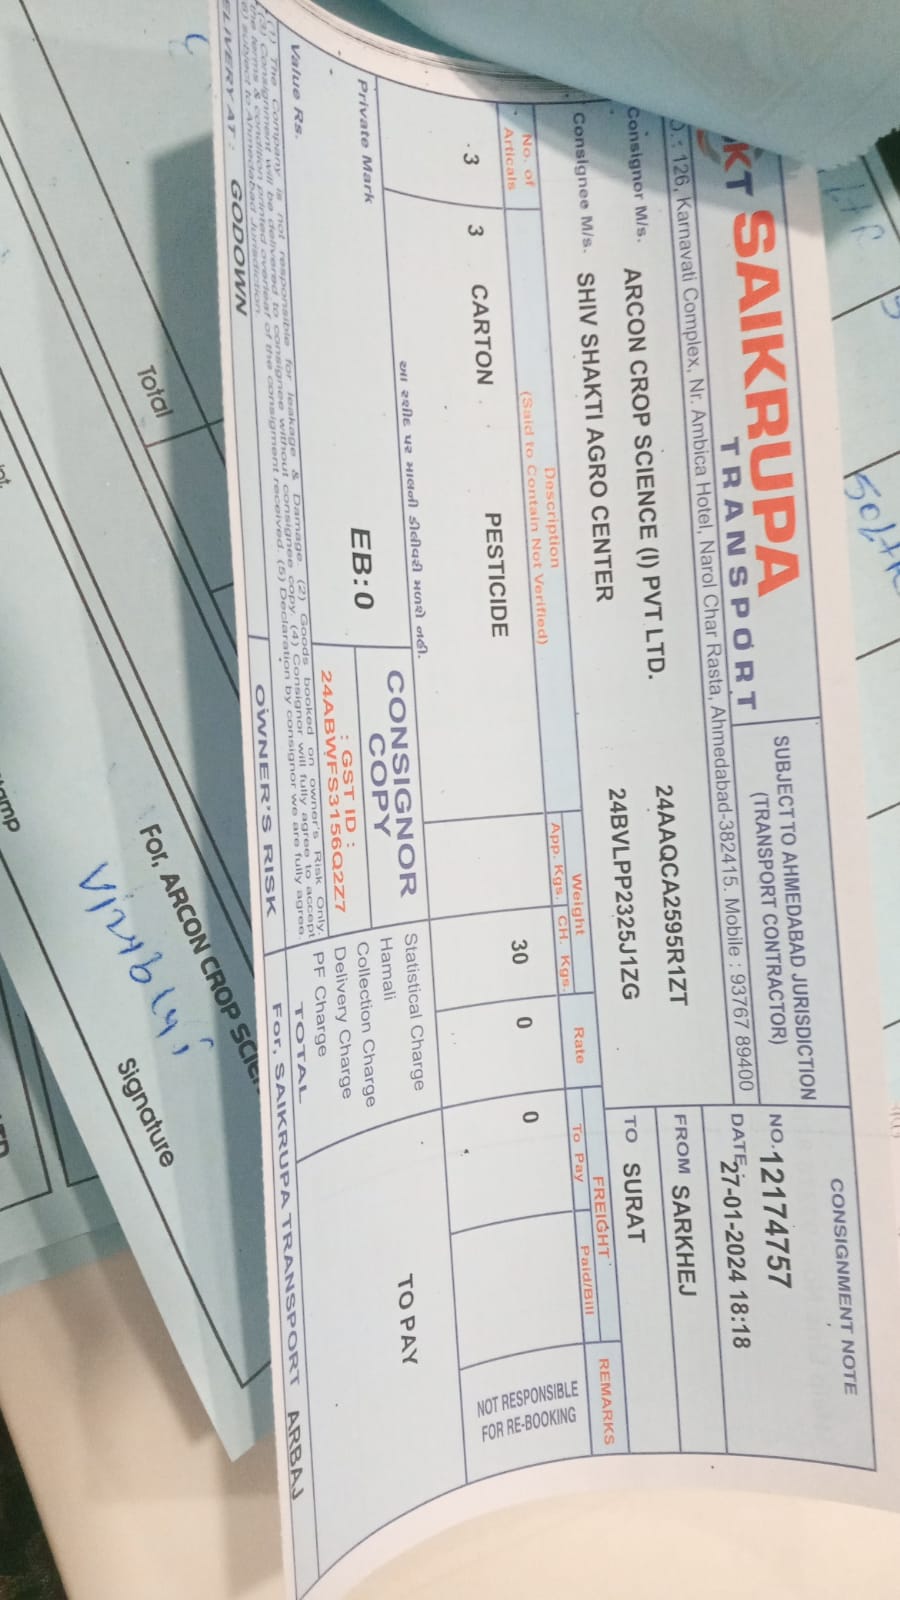 CONSIGNMENT NOTE
KT SAIKRUPA
TRANSPORT
SUBJECT TO AHMEDABAD JURISDICTION
(TRANSPORT CONTRACTOR)
NO. 12174757
126, Karnavati Complex, Nr. Ambica Hotel, Narol Char Rasta, Ahmedabad-382415. Mobile : 93767 89400
DATE. 27-01-2024 18:18
Consignor M/s. ARCON CROP SCIENCE (I) PVT LTD. 24AAQCA2595R1ZT
FROM SARKHEJ
Consignee M/s. SHIV SHAKTI AGRO CENTER 24BVLPP2325J1ZG
TO SURAT
No. of Articals
Description
(Said to Contain Not Verified)
Weight
App. Kgs. CH. Kgs.
Rate
FREIGHT
To Pay Paid/Bill
REMARKS
3 3 CARTON PESTICIDE 30 0 0
NOT RESPONSIBLE
FOR RE-BOOKING
આ રસીદ પર માલની ડીલીવરી મળશે નહી.
Private Mark
EB: 0
CONSIGNOR
COPY
Statistical Charge
Hamali
Collection Charge
Delivery Charge
PF Charge
TO PAY
: GST ID :
24ABWFS3156Q2Z7
Value Rs.
TOTAL
(1) The Company is not responsible for leakage & Damage. (2) Goods booked on owner's Risk Only.
(3) Consignment will be delivered to consignee without consignee copy. (4) Consignor will fully agree to accept
the terms & condition printed overleaf of the consignment received. (5) Declaration by consignor we are fully agree.
(6) subject to Ahmedabad Jurisdiction.
DELIVERY AT : GODOWN
OWNER'S RISK
For, SAIKRUPA TRANSPORT ARBAJ
Total
For, ARCON CROP SCIE
Signature